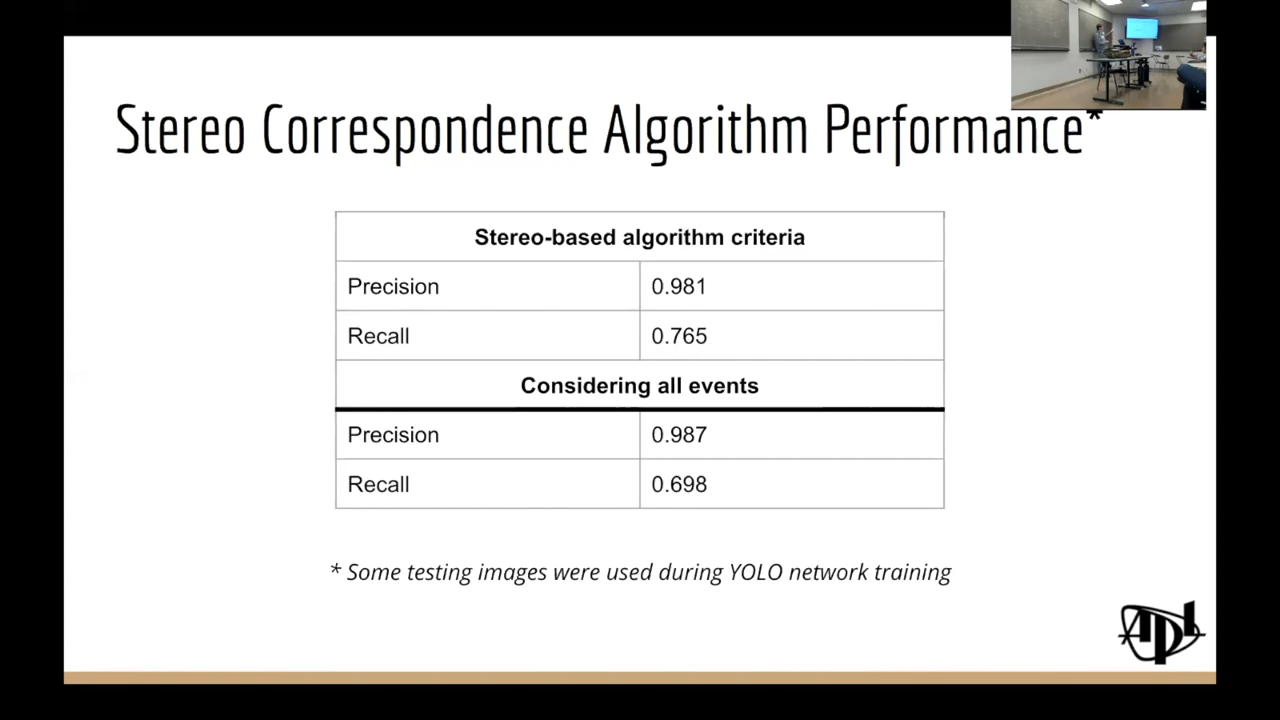 Stereo Correspondence Algorithm Performance*
Stereo-based algorithm criteria
Precision 0.981
Recall 0.765
Considering all events
Precision 0.987
Recall 0.698
* Some testing images were used during YOLO network training
APL